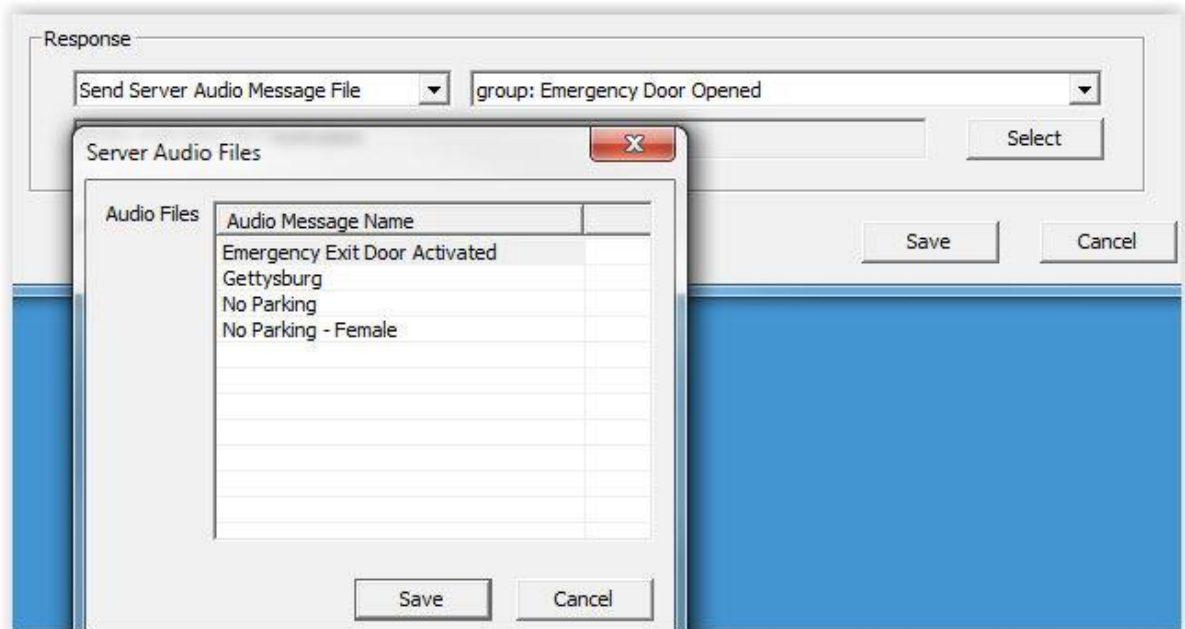 Response
Send Server Audio Message File group: Emergency Door Opened
Select
Server Audio Files
Audio Files Audio Message Name
Emergency Exit Door Activated
Gettysburg
No Parking
No Parking - Female
Save Cancel
Save Cancel